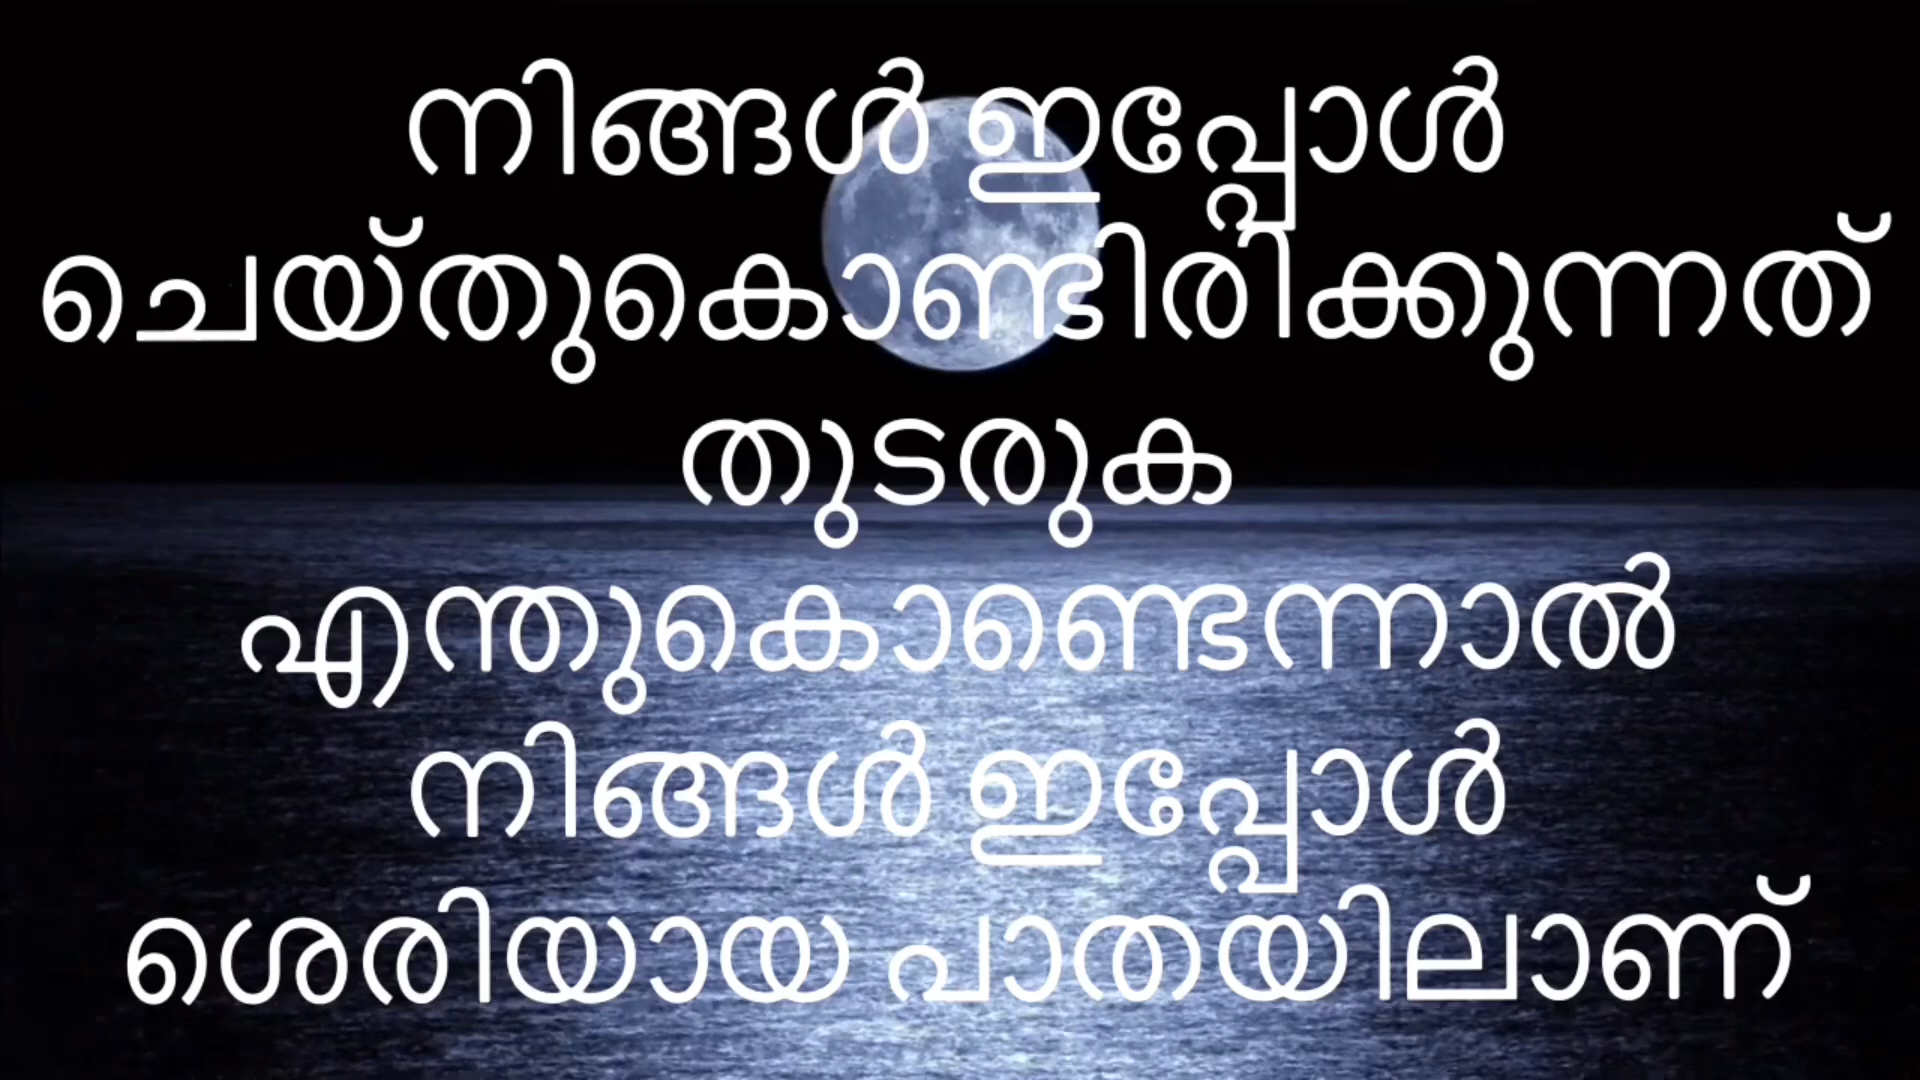 നിങ്ങൾ ഇപ്പോൾ
ചെയ്തുകൊണ്ടിരിക്കുന്നത്
തുടരുക
എന്തുകൊണ്ടെന്നാൽ
നിങ്ങൾ ഇപ്പോൾ
ശെരിയായ പാതയിലാണ്